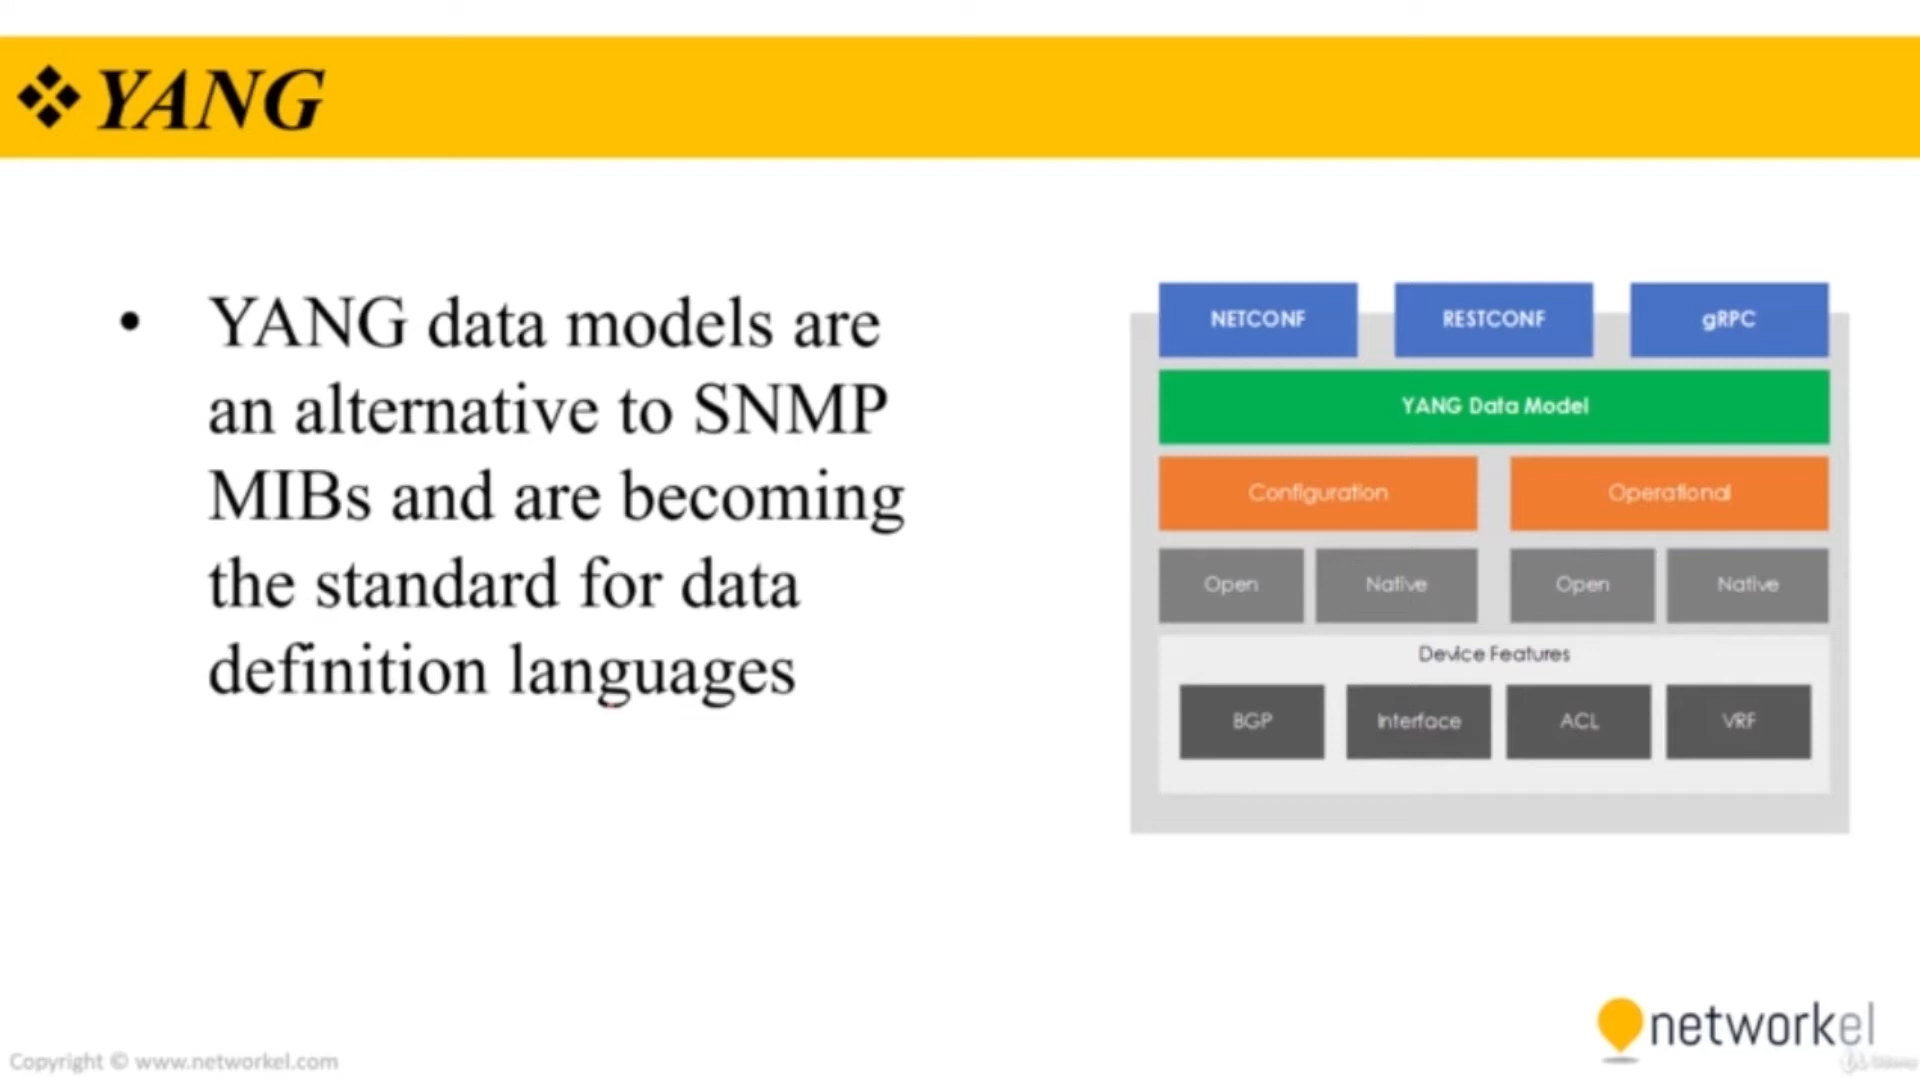 ❖ YANG
• YANG data models are
an alternative to SNMP
MIBs and are becoming
the standard for data
definition languages
NETCONF RESTCONF gRPC
YANG Data Model
Configuration Operational
Open Native Open Native
Device Features
BGP Interface ACL VRF
networkel
Copyright © www.networkel.com
Udemy